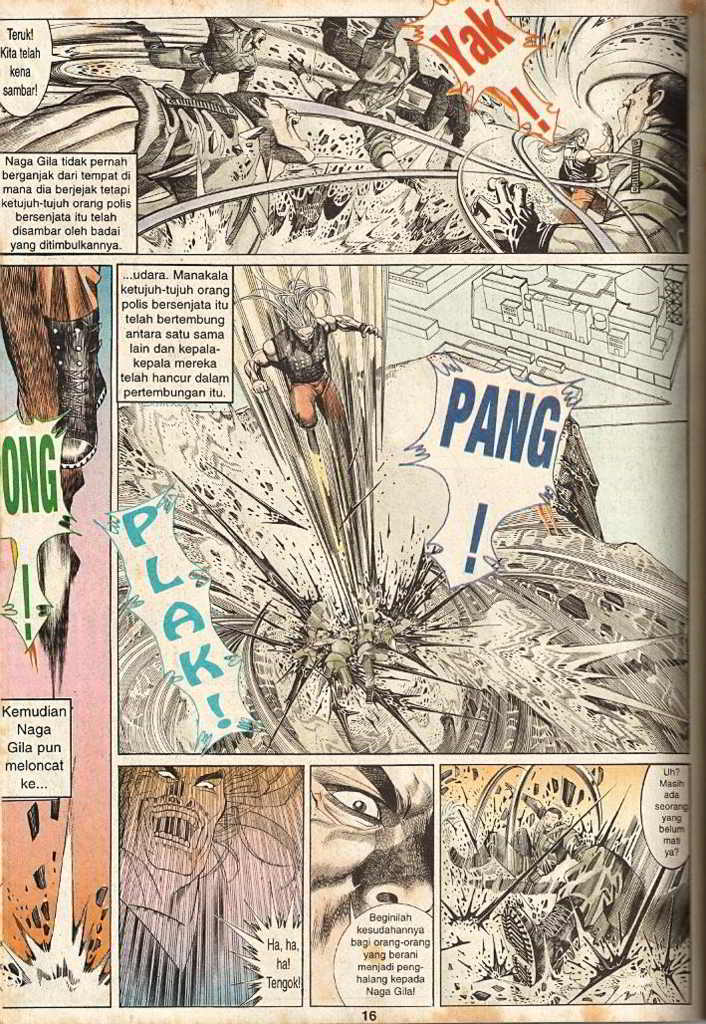 Teruk!
Kita telah
kena
sambar!
Yak
!!
Naga Gila tidak pernah
berganjak dari tempat di
mana dia berjejak tetapi
ketujuh-tujuh orang polis
bersenjata itu telah
disambar oleh badai
yang ditimbulkannya.
ONG
!
Kemudian
Naga
Gila pun
meloncat
ke...
...udara. Manakala
ketujuh-tujuh orang
polis bersenjata itu
telah bertembung
antara satu sama
lain dan kepala-
kepala mereka
telah hancur dalam
pertembungan itu.
PANG
!
PLAK!
Ha, ha,
ha!
Tengok!
Beginilah
kesudahannya
bagi orang-orang
yang berani
menjadi peng-
halang kepada
Naga Gila!
Uh?
Masih
ada
seorang
yang
belum
mati
ya?
16